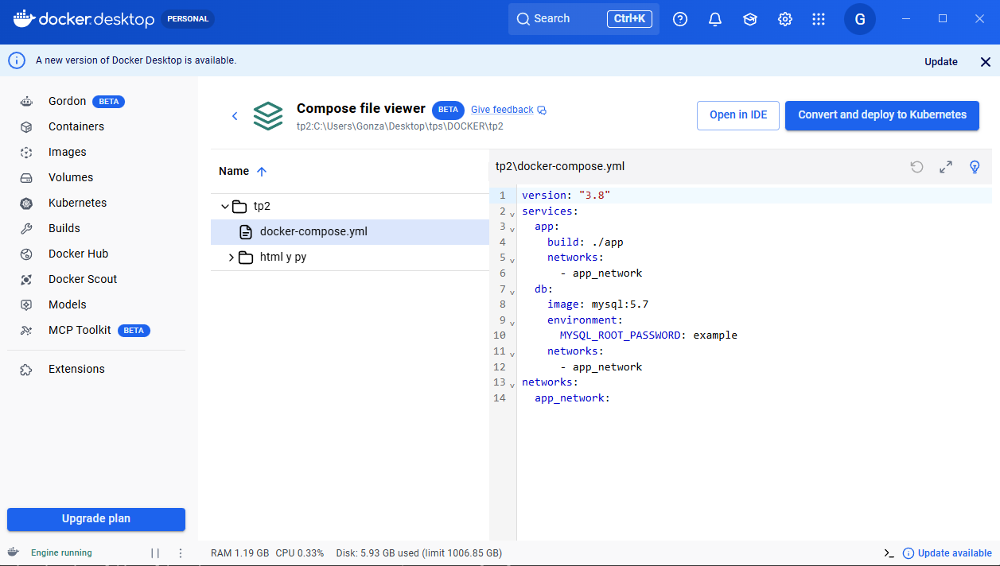 docker.desktop PERSONAL Search Ctrl+K G
A new version of Docker Desktop is available. Update
Gordon BETA
Containers
Images
Volumes
Kubernetes
Builds
Docker Hub
Docker Scout
Models
MCP Toolkit BETA
Extensions
Upgrade plan
Compose file viewer BETA Give feedback
tp2:C:\Users\Gonza\Desktop\tps\DOCKER\tp2
Open in IDE Convert and deploy to Kubernetes
Name
tp2
docker-compose.yml
html y py
tp2\docker-compose.yml
1 version: "3.8"
2 services:
3   app:
4     build: ./app
5     networks:
6       - app_network
7   db:
8     image: mysql:5.7
9     environment:
10       MYSQL_ROOT_PASSWORD: example
11     networks:
12       - app_network
13 networks:
14   app_network:
Engine running RAM 1.19 GB CPU 0.33% Disk: 5.93 GB used (limit 1006.85 GB) Update available